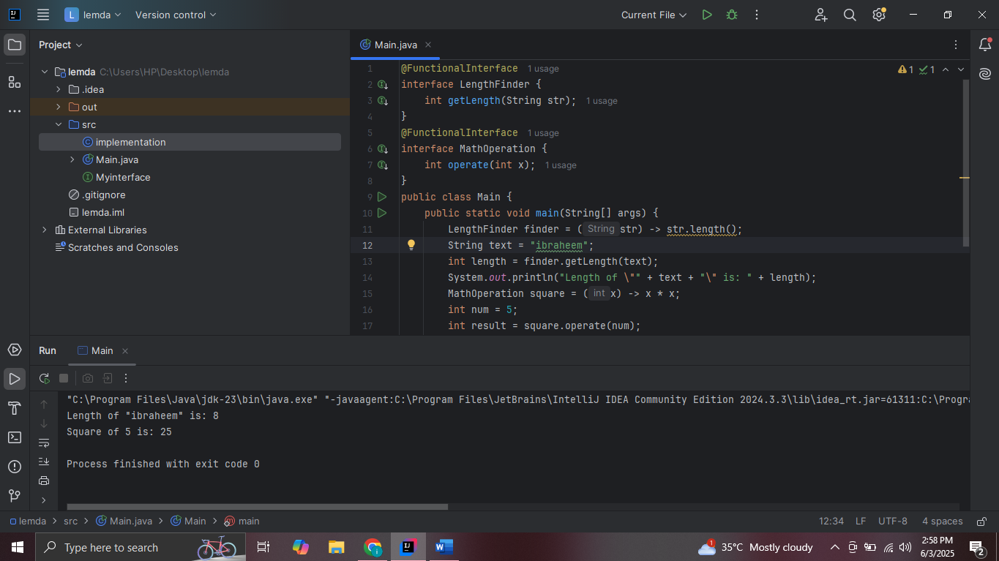 L lemda Version control Current File
Project
lemda C:\Users\HP\Desktop\lemda
.idea
out
src
implementation
Main.java
Myinterface
.gitignore
lemda.iml
External Libraries
Scratches and Consoles
Main.java
1 @FunctionalInterface 1 usage
2 interface LengthFinder {
3 int getLength(String str); 1 usage
4 }
5 @FunctionalInterface 1 usage
6 interface MathOperation {
7 int operate(int x); 1 usage
8 }
9 public class Main {
10 public static void main(String[] args) {
11 LengthFinder finder = ( String str) -> str.length();
12 String text = "ibraheem";
13 int length = finder.getLength(text);
14 System.out.println("Length of \"" + text + "\" is: " + length);
15 MathOperation square = ( int x) -> x * x;
16 int num = 5;
17 int result = square.operate(num);
1 1
Run Main
"C:\Program Files\Java\jdk-23\bin\java.exe" "-javaagent:C:\Program Files\JetBrains\IntelliJ IDEA Community Edition 2024.3.3\lib\idea_rt.jar=61311:C:\Progra
Length of "ibraheem" is: 8
Square of 5 is: 25
Process finished with exit code 0
lemda > src > Main.java > Main > main 12:34 LF UTF-8 4 spaces
Type here to search 1 35°C Mostly cloudy 2:58 PM
6/3/2025 2